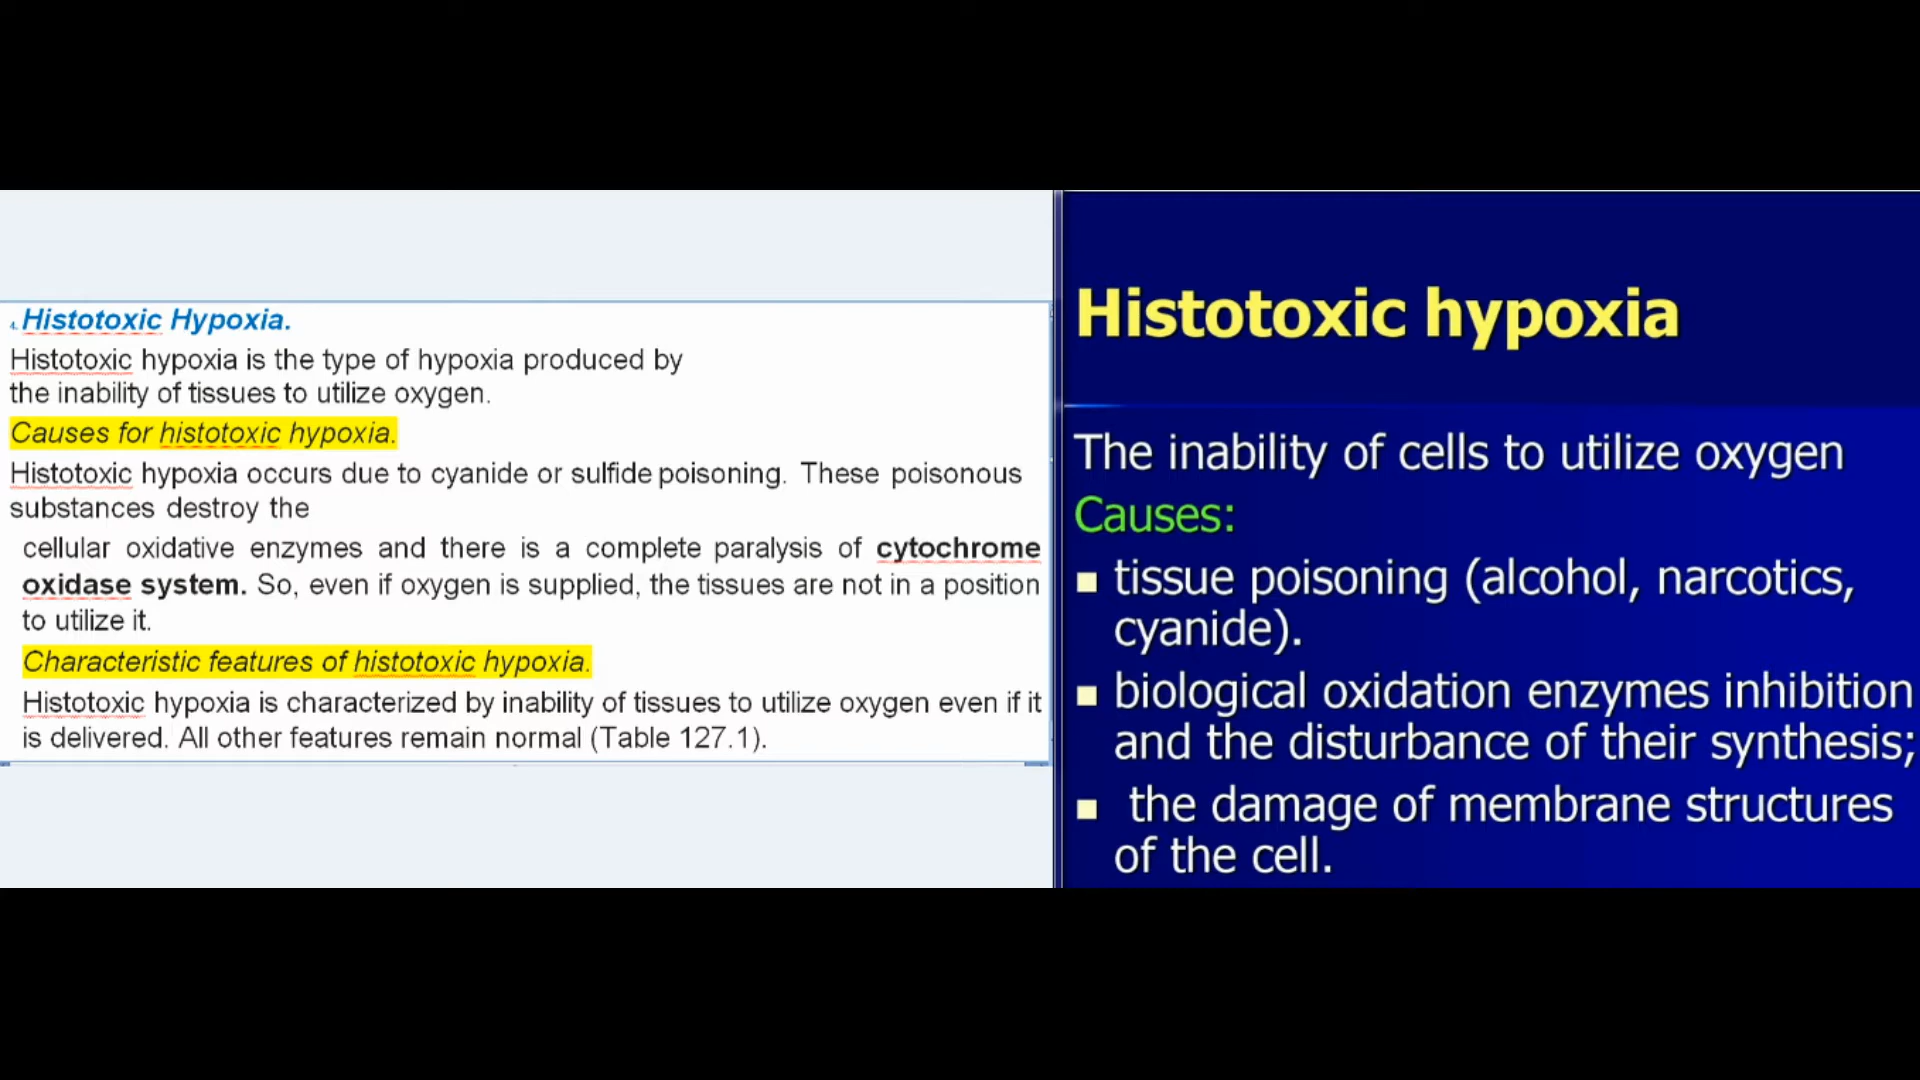 4. Histotoxic Hypoxia.
Histotoxic hypoxia is the type of hypoxia produced by
the inability of tissues to utilize oxygen.
Causes for histotoxic hypoxia.
Histotoxic hypoxia occurs due to cyanide or sulfide poisoning. These poisonous
substances destroy the
cellular oxidative enzymes and there is a complete paralysis of cytochrome
oxidase system. So, even if oxygen is supplied, the tissues are not in a position
to utilize it.
Characteristic features of histotoxic hypoxia.
Histotoxic hypoxia is characterized by inability of tissues to utilize oxygen even if it
is delivered. All other features remain normal (Table 127.1).
Histotoxic hypoxia
The inability of cells to utilize oxygen
Causes:
■ tissue poisoning (alcohol, narcotics,
cyanide).
■ biological oxidation enzymes inhibition
and the disturbance of their synthesis;
■ the damage of membrane structures
of the cell.